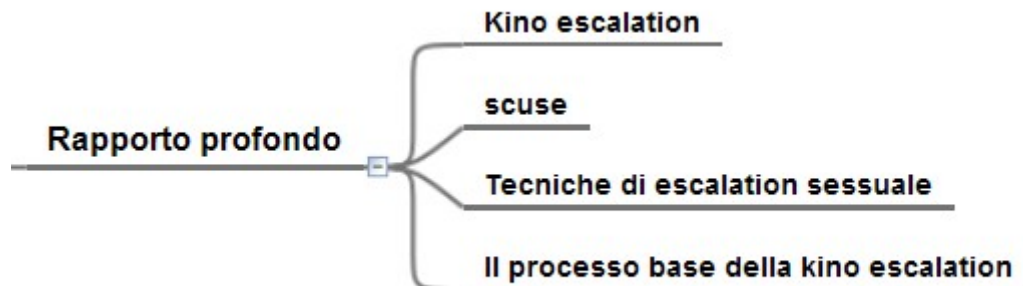 Kino escalation
scuse
Rapporto profondo
Tecniche di escalation sessuale
Il processo base della kino escalation